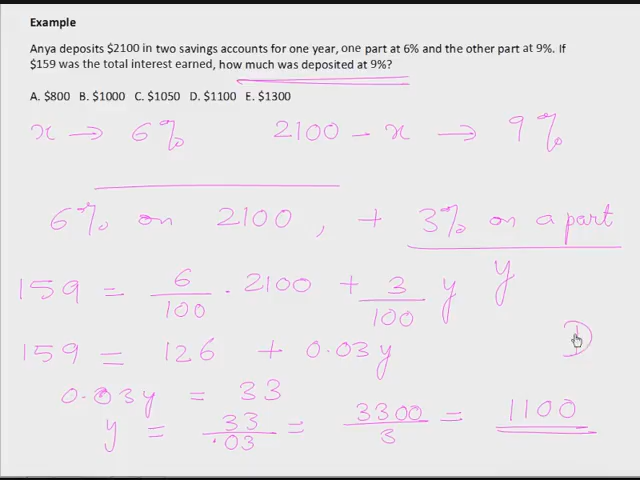 Example
Anya deposits $2100 in two savings accounts for one year, one part at 6% and the other part at 9%. If
$159 was the total interest earned, how much was deposited at 9%?
A. $800 B. $1000 C. $1050 D. $1100 E. $1300
x → 6% 2100 - x → 9%
6% on 2100, + 3% on a part
y
159 = 6/100 . 2100 + 3/100 y
159 = 126 + 0.03y
D
0.03y = 33
y = 33/.03 = 3300/3 = 1100